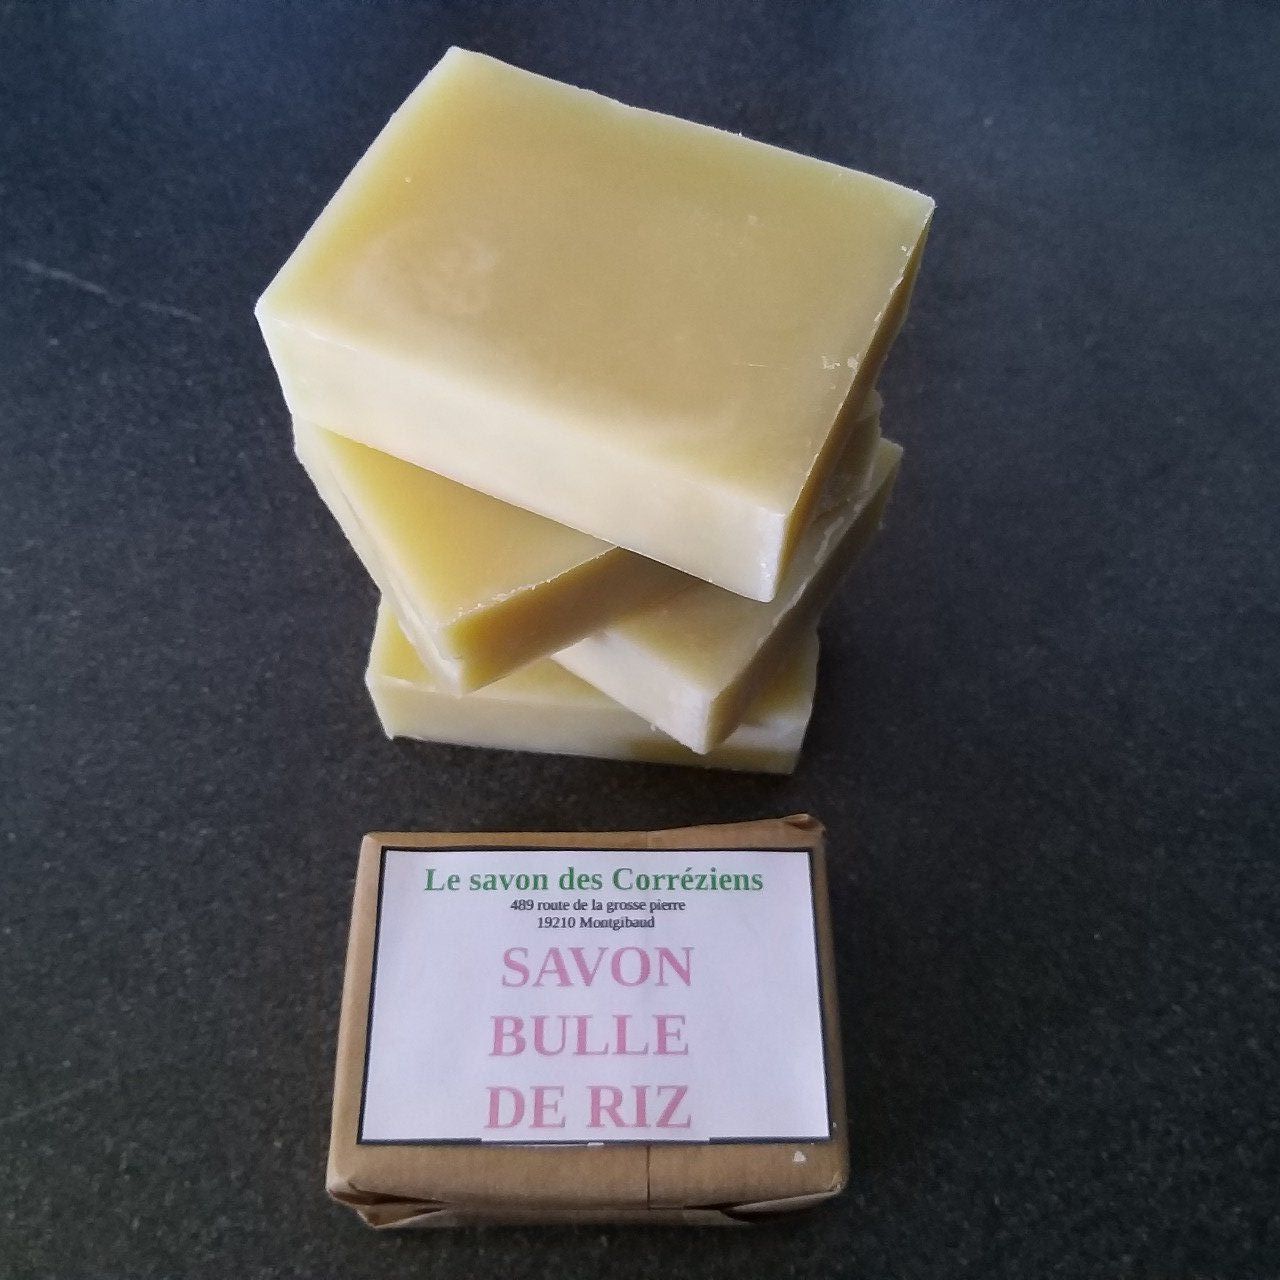 Le savon des Corréziens
489 route de la grosse pierre
19210 Montgibaud
SAVON
BULLE
DE RIZ